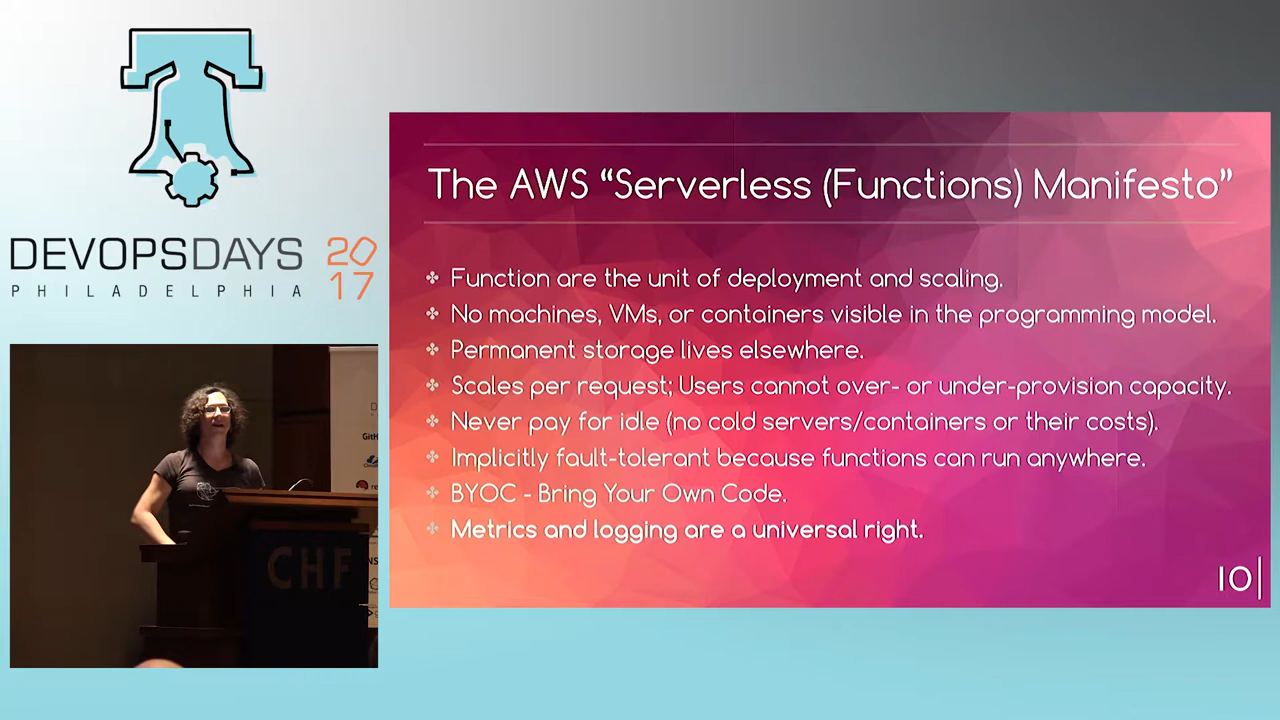 DEVOPSDAYS 2017
PHILADELPHIA
The AWS “Serverless (Functions) Manifesto”
Function are the unit of deployment and scaling.
No machines, VMs, or containers visible in the programming model.
Permanent storage lives elsewhere.
Scales per request; Users cannot over- or under-provision capacity.
Never pay for idle (no cold servers/containers or their costs).
Implicitly fault-tolerant because functions can run anywhere.
BYOC - Bring Your Own Code.
Metrics and logging are a universal right.
10
CHF